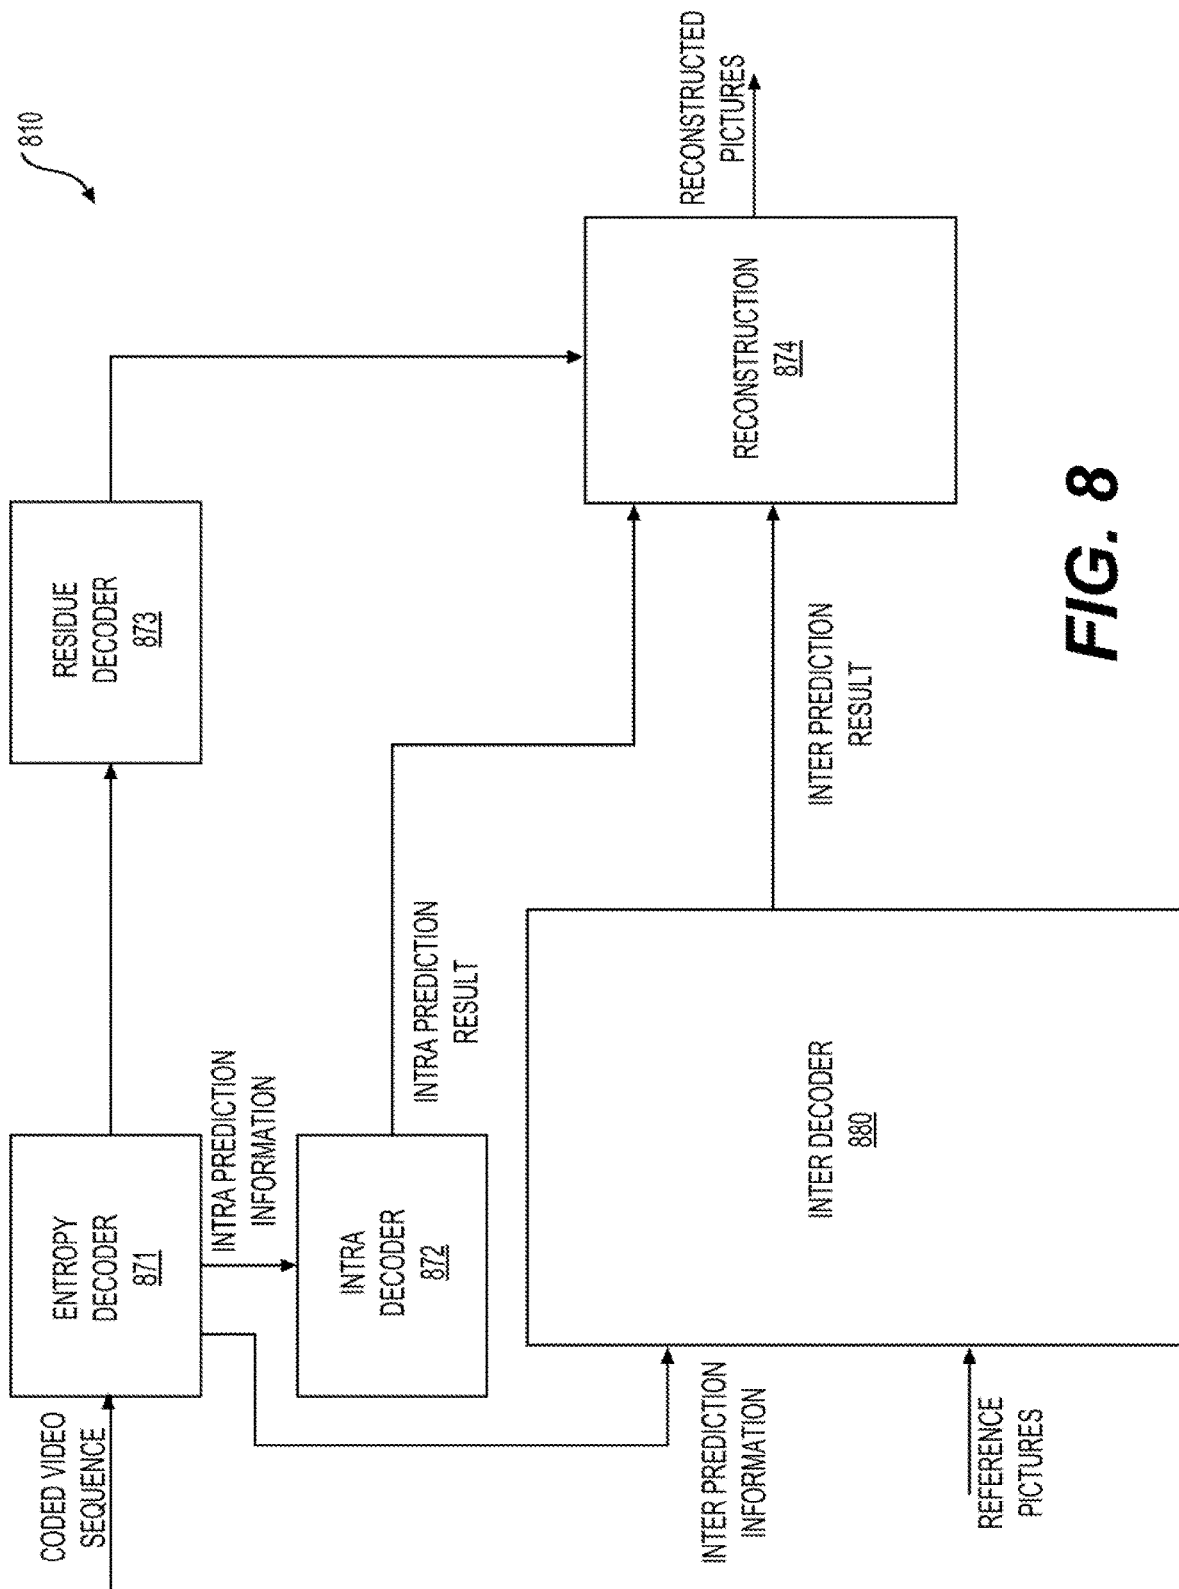 810
CODED VIDEO
SEQUENCE
ENTROPY
DECODER
871
RESIDUE
DECODER
873
INTRA PREDICTION
INFORMATION
INTRA
DECODER
872
INTRA PREDICTION
RESULT
RECONSTRUCTED
PICTURES
RECONSTRUCTION
874
INTER PREDICTION
INFORMATION
INTER DECODER
880
INTER PREDICTION
RESULT
REFERENCE
PICTURES
FIG. 8